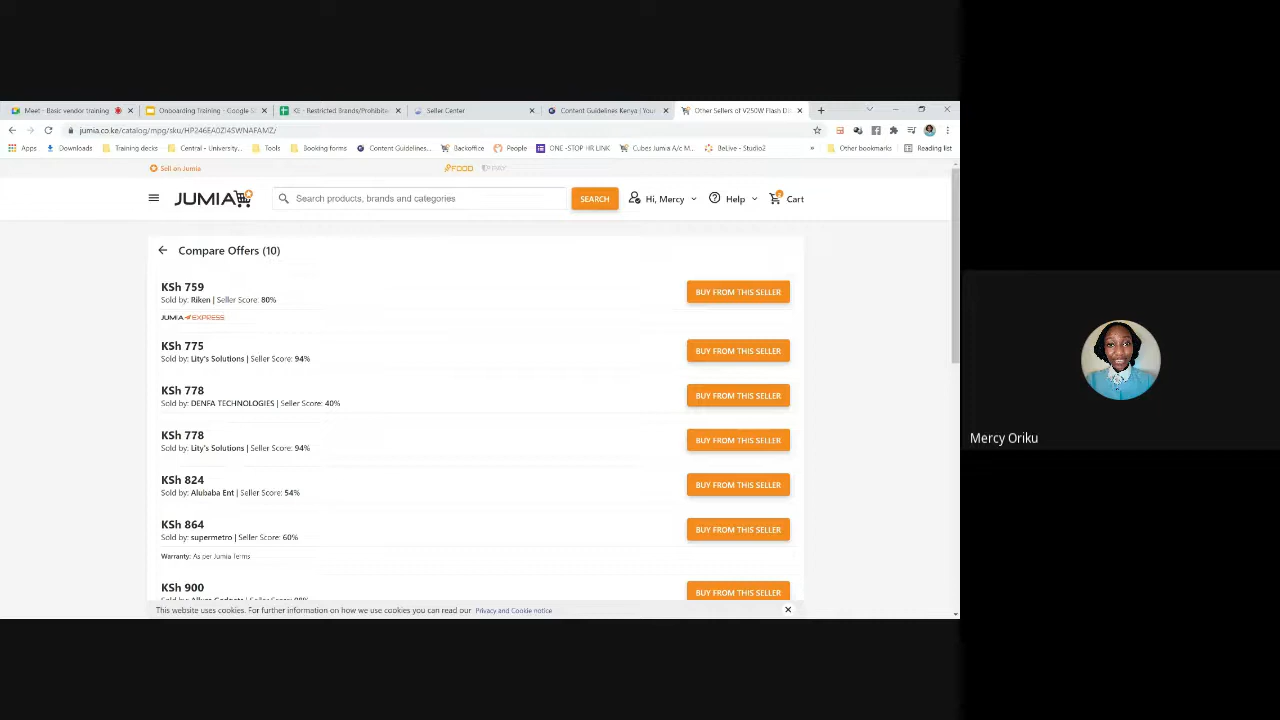 Meet - Basic vendor training
Onboarding Training - Google S
KE - Restricted Brands/Prohibite
Seller Center
Content Guidelines Kenya | Your
Other Sellers of V250W Flash Dis
jumia.co.ke/catalog/mpg/sku/HP246EA0ZI4SWNAFAMZ/
Apps
Downloads
Training decks
Central - University...
Tools
Booking forms
Content Guidelines...
Backoffice
People
ONE -STOP HR LINK
Cubes Jumia A/c M...
BeLive - Studio2
»
Other bookmarks
Reading list
Sell on Jumia
FOOD
PAY
JUMIA
Search products, brands and categories
SEARCH
Hi, Mercy
Help
Cart
Compare Offers (10)
KSh 759
Sold by: Riken | Seller Score: 80%
BUY FROM THIS SELLER
JUMIA EXPRESS
KSh 775
Sold by: Lity's Solutions | Seller Score: 94%
BUY FROM THIS SELLER
KSh 778
Sold by: DENFA TECHNOLOGIES | Seller Score: 40%
BUY FROM THIS SELLER
KSh 778
Sold by: Lity's Solutions | Seller Score: 94%
BUY FROM THIS SELLER
KSh 824
Sold by: Alubaba Ent | Seller Score: 54%
BUY FROM THIS SELLER
KSh 864
Sold by: supermetro | Seller Score: 60%
BUY FROM THIS SELLER
Warranty: As per Jumia Terms
KSh 900
BUY FROM THIS SELLER
This website uses cookies. For further information on how we use cookies you can read our Privacy and Cookie notice
Mercy Oriku